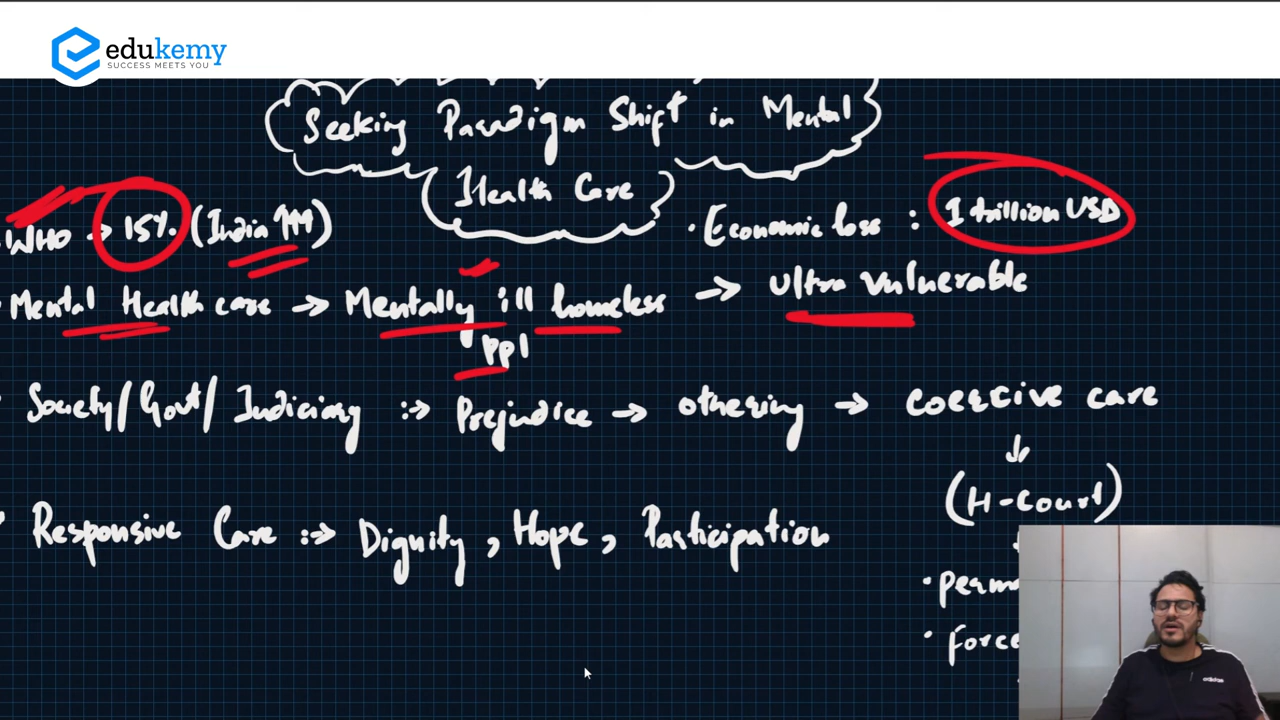 edukemy
SUCCESS MEETS YOU
Seeking Paradigm Shift in Mental
Health Care
WHO → 15%. (India ↑↑↑)
• Economic loss : 1 trillion USD
Mental Health care → Mentally ill homeless ppl → Ultra vulnerable
Society/Govt/Judiciary :→ Prejudice → othering → coercive care
↓
(H-Court)
Responsive Care :→ Dignity, Hope, Participation
• perm
• force
adidas